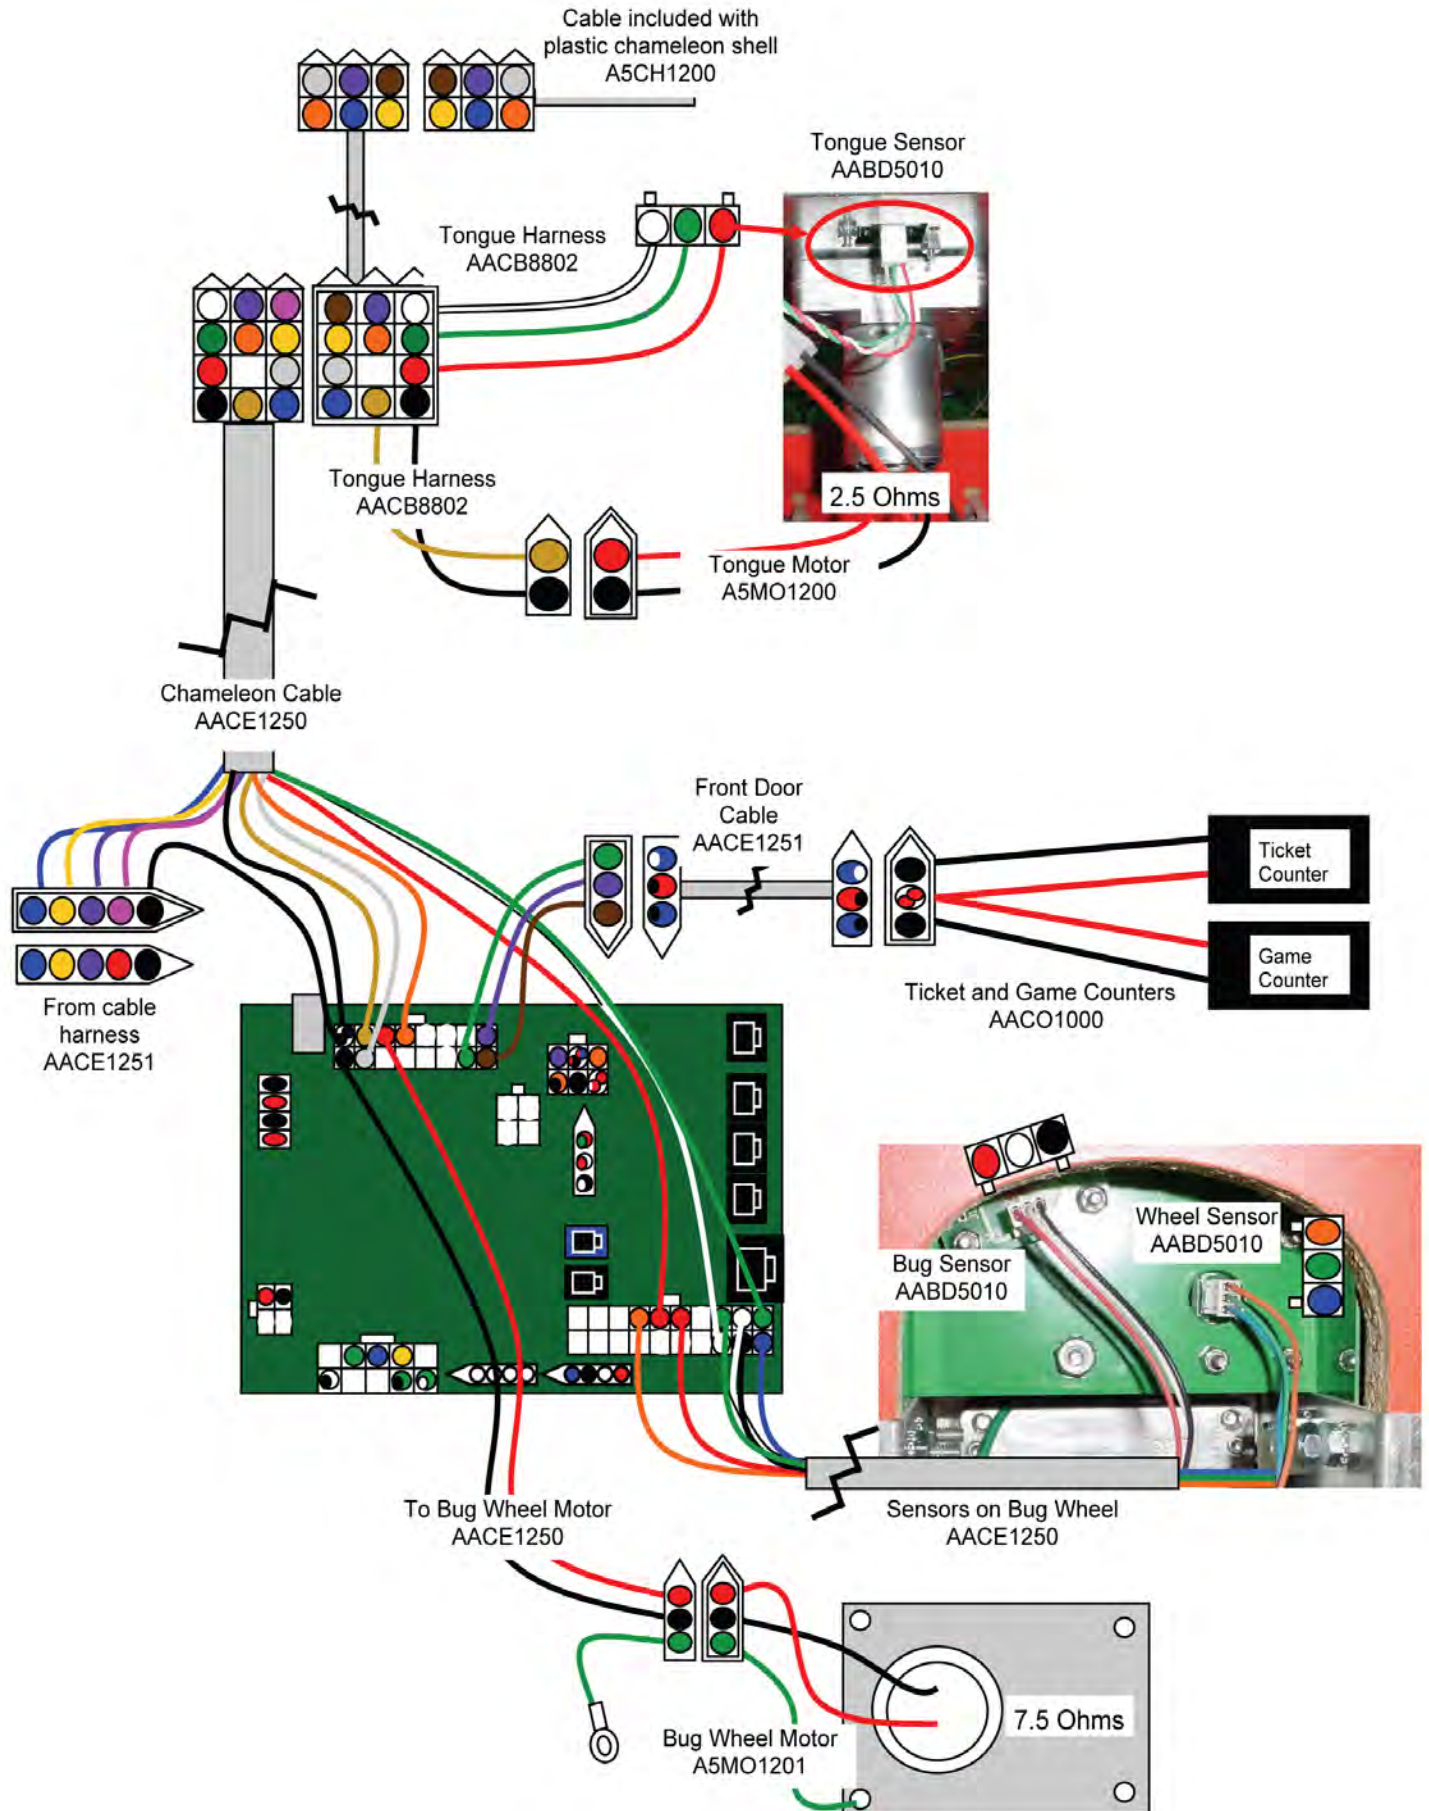 Cable included with
plastic chameleon shell
A5CH1200
Tongue Sensor
AABD5010
Tongue Harness
AACB8802
Tongue Harness
AACB8802
2.5 Ohms
Tongue Motor
A5MO1200
Chameleon Cable
AACE1250
Front Door
Cable
AACE1251
Ticket
Counter
Game
Counter
Ticket and Game Counters
AACO1000
From cable
harness
AACE1251
Wheel Sensor
AABD5010
Bug Sensor
AABD5010
To Bug Wheel Motor
AACE1250
Sensors on Bug Wheel
AACE1250
7.5 Ohms
Bug Wheel Motor
A5MO1201